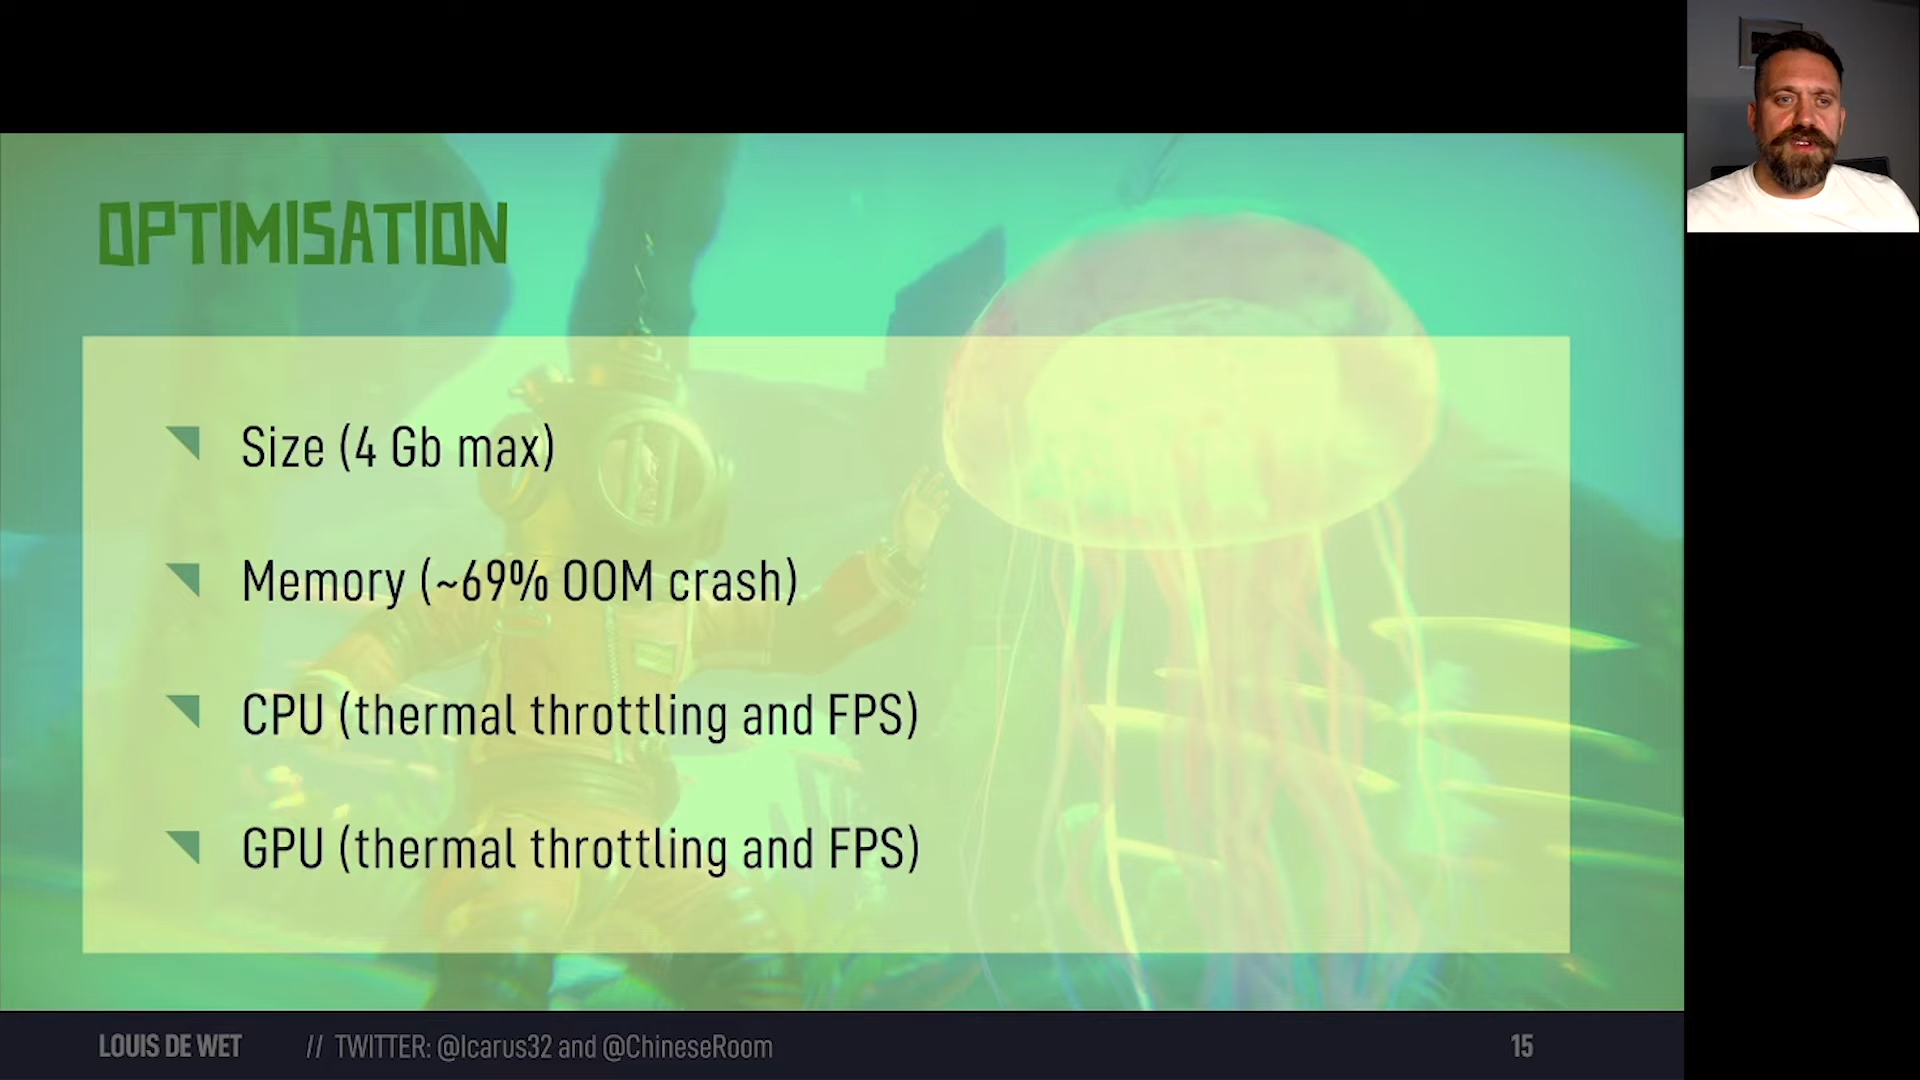 OPTIMISATION
Size (4 Gb max)
Memory (~69% OOM crash)
CPU (thermal throttling and FPS)
GPU (thermal throttling and FPS)
LOUIS DE WET // TWITTER: @Icarus32 and @ChineseRoom 15